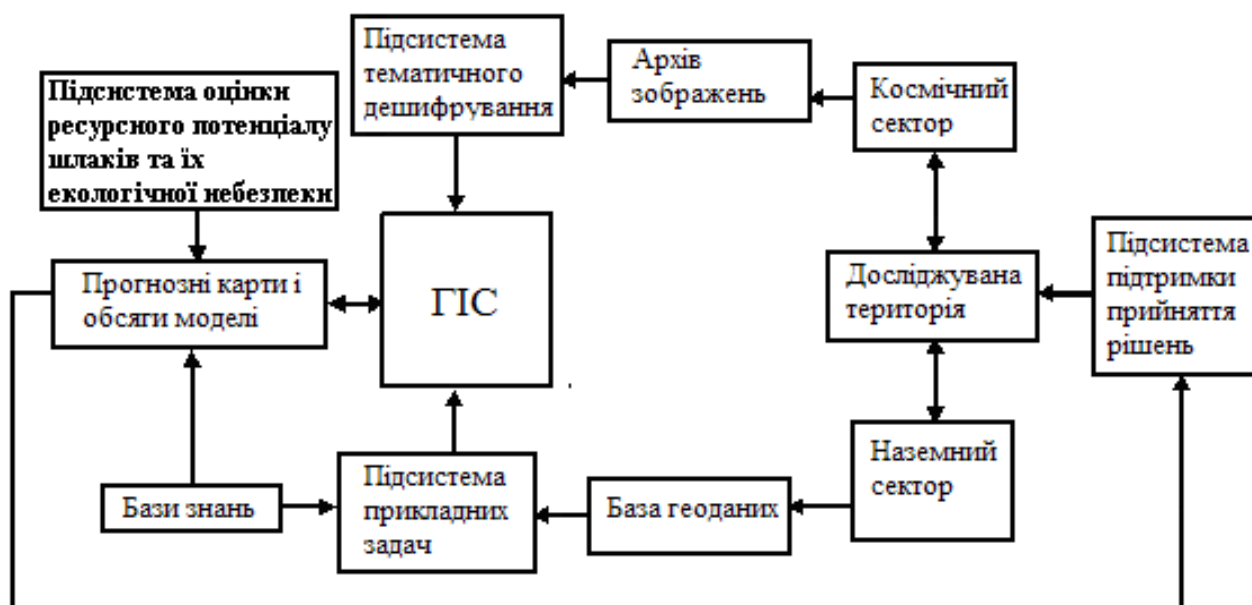 Підсистема
тематичного
дешифрування
Архів
зображень
Космічний
сектор
Підсистема оцінки
ресурсного потенціалу
шлаків та їх
екологічної небезпеки
Прогнозні карти і
обсяги моделі
ГІС
Досліджувана
територія
Підсистема
підтримки
прийняття
рішень
Бази знань
Підсистема
прикладних
задач
База геоданих
Наземний
сектор